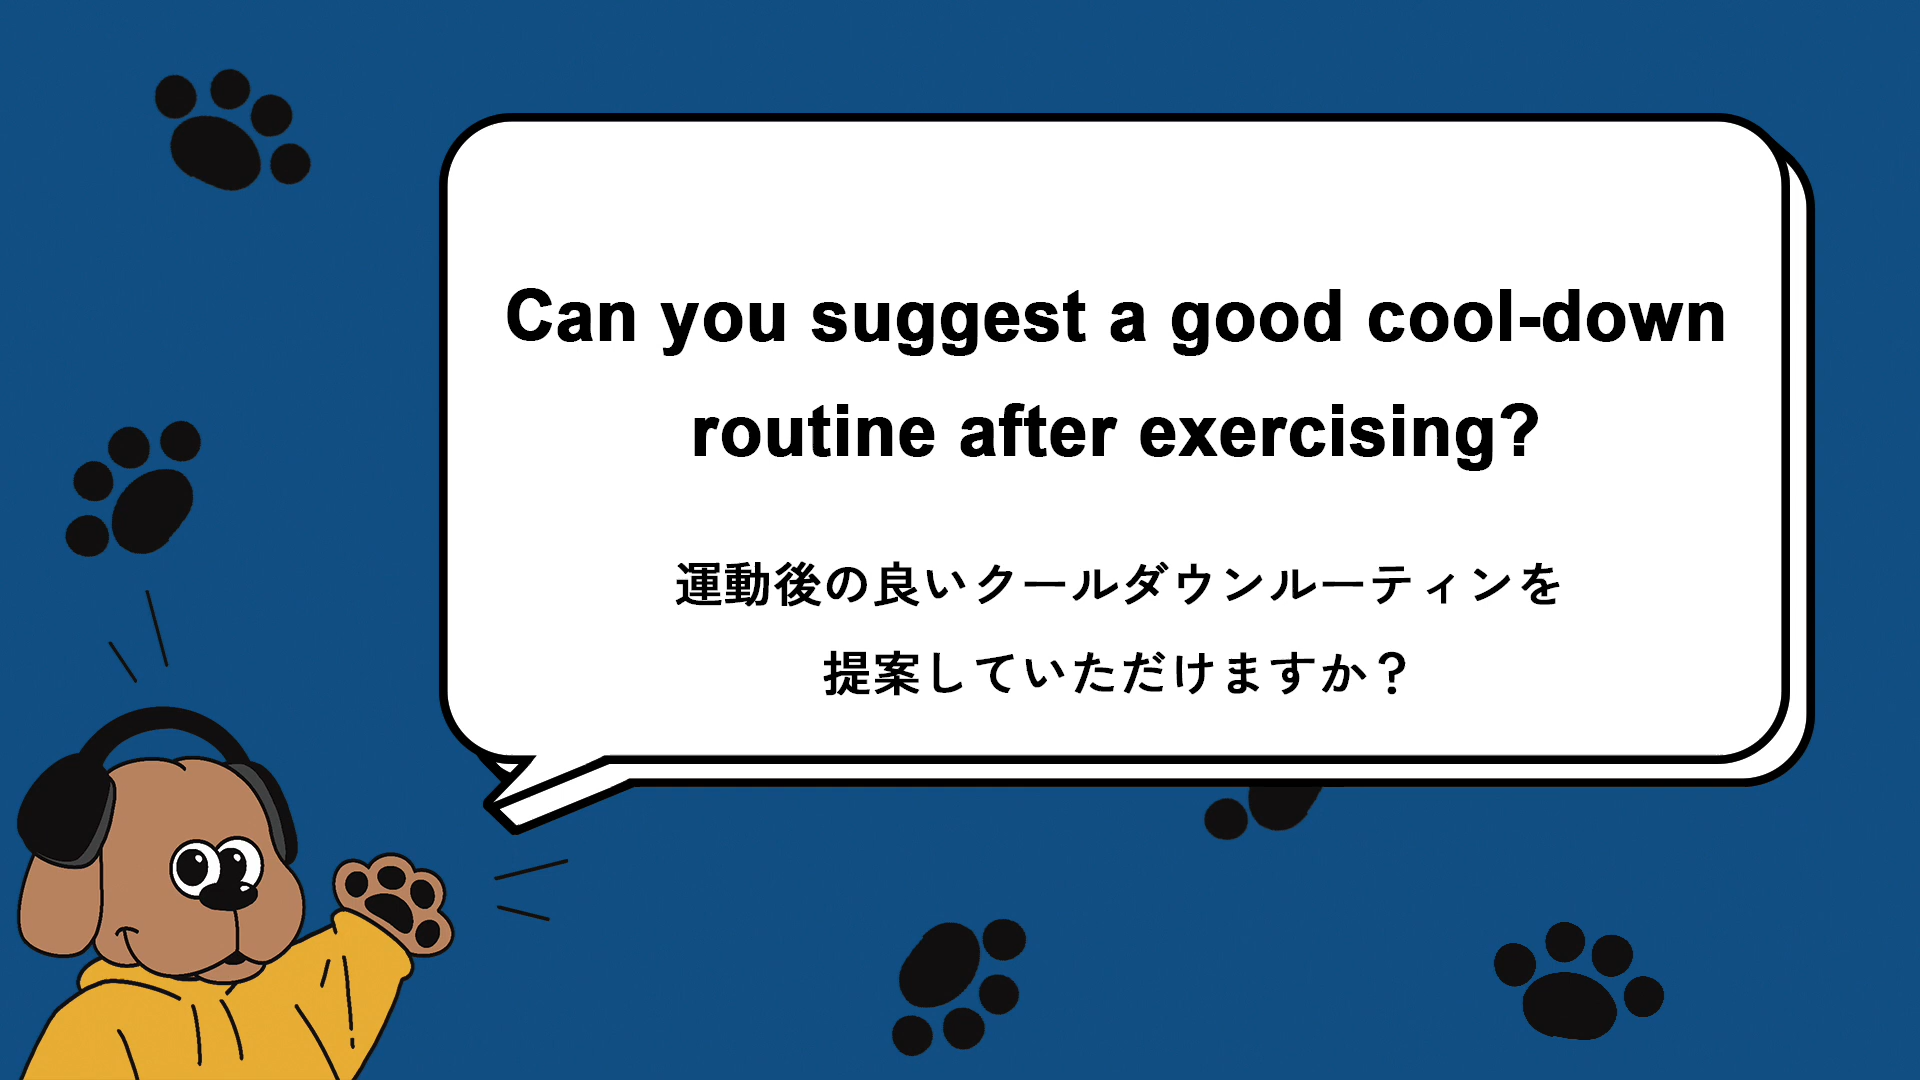 Can you suggest a good cool-down
routine after exercising?
運動後の良いクールダウンルーティンを
提案していただけますか？